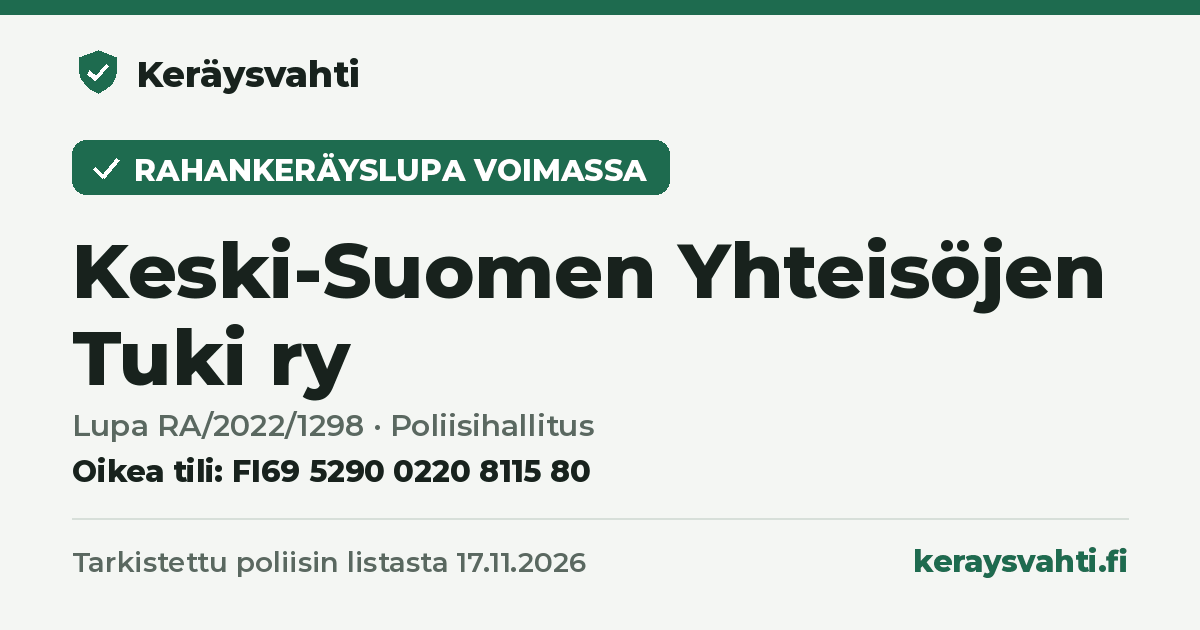 Keräysvahti
RAHANKERÄYSLUPA VOIMASSA
Keski-Suomen Yhteisöjen
Tuki ry
Lupa RA/2022/1298 · Poliisihallitus
Oikea tili: FI69 5290 0220 8115 80
Tarkistettu poliisin listasta 17.11.2026
keraysvahti.fi